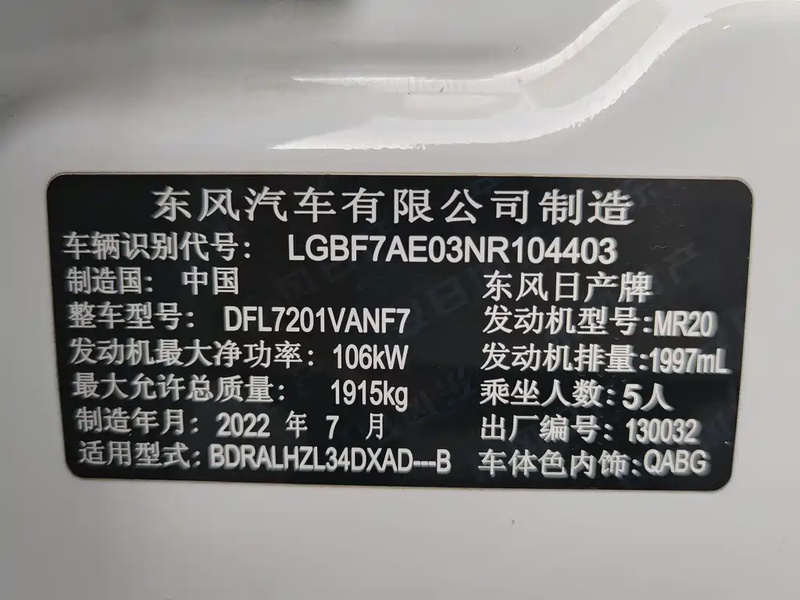 东风汽车有限公司制造
车辆识别代号: LGBF7AE03NR104403
制造国: 中国 东风日产牌
整车型号: DFL7201VANF7 发动机型号:MR20
发动机最大净功率: 106kW 发动机排量:1997mL
最大允许总质量: 1915kg 乘坐人数:5人
制造年月: 2022 年 7 月 出厂编号: 130032
适用型式: BDRALHZL34DXAD---B 车体色内饰:QABG